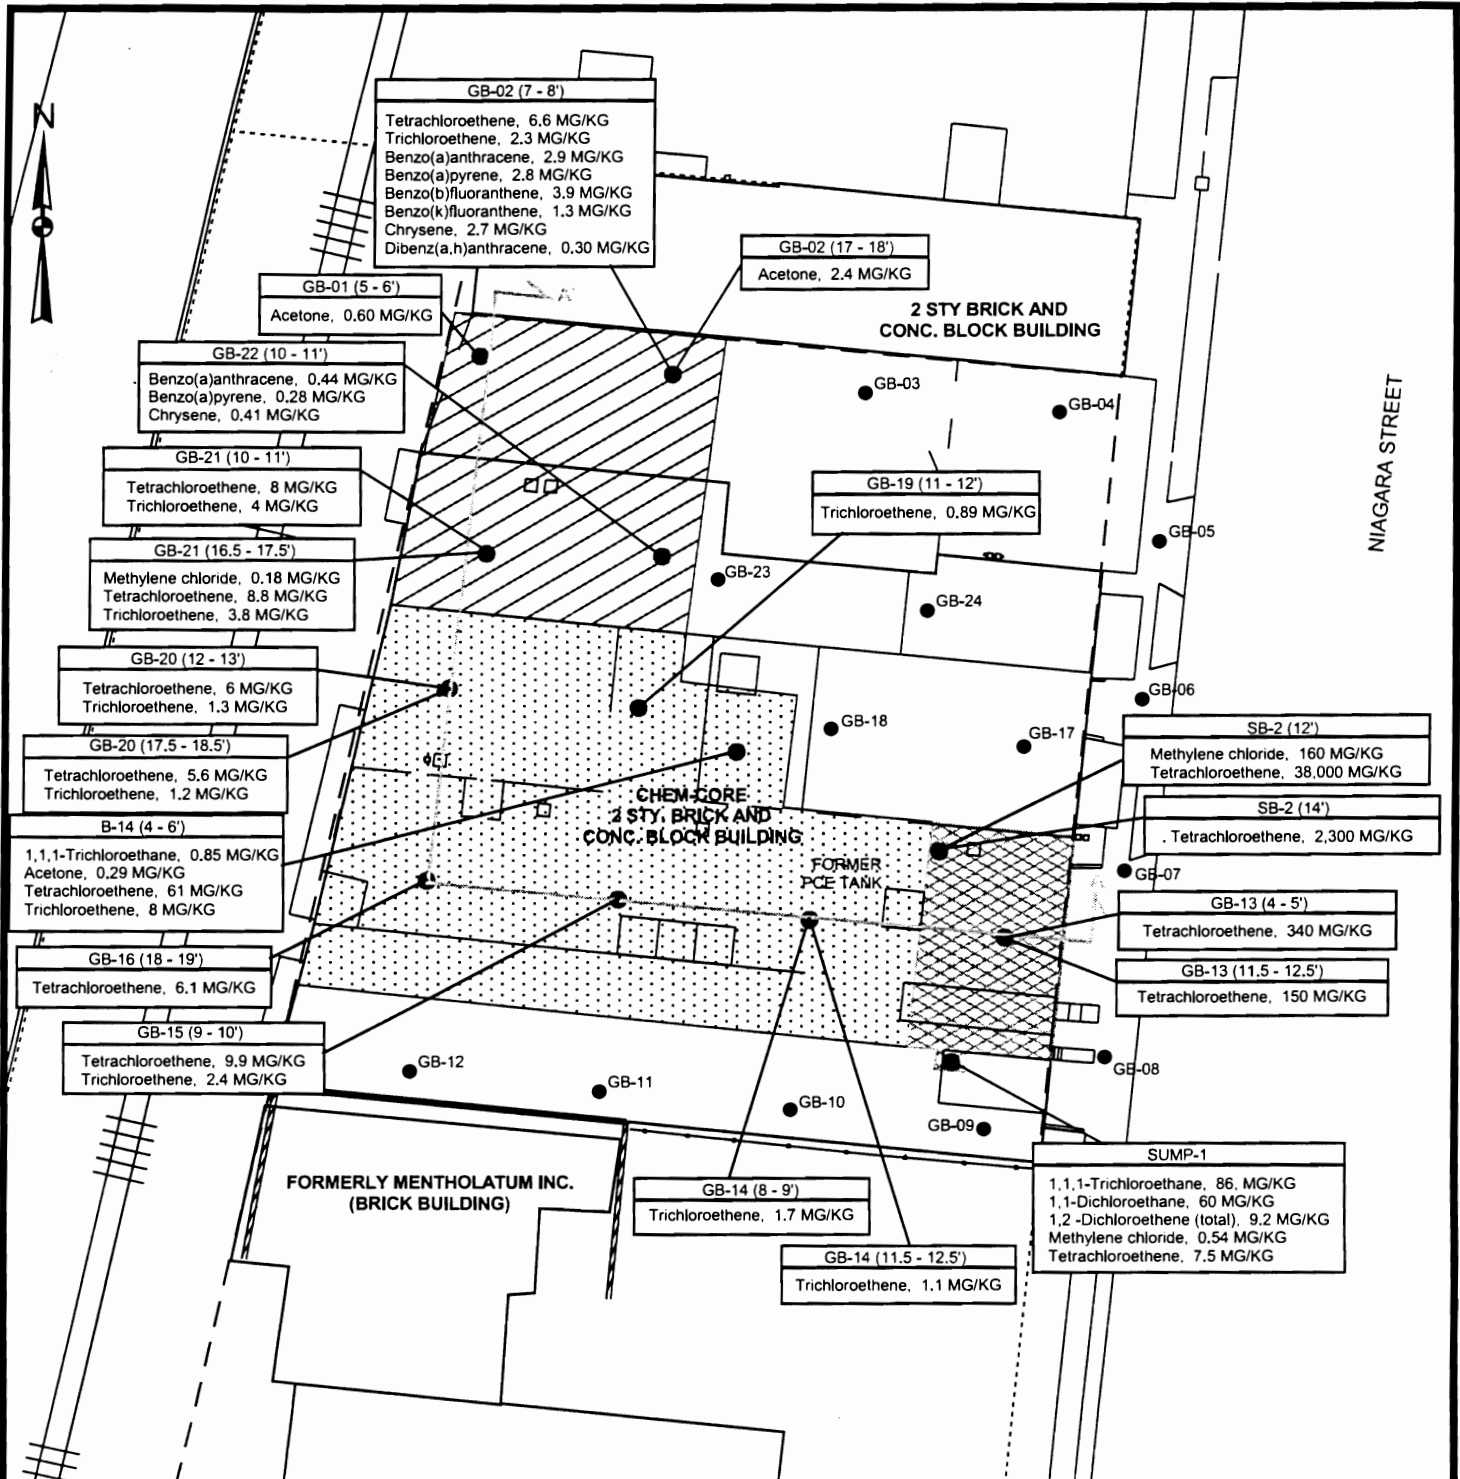 N
GB-02 (7 - 8')
Tetrachloroethene, 6.6 MG/KG
Trichloroethene, 2.3 MG/KG
Benzo(a)anthracene, 2.9 MG/KG
Benzo(a)pyrene, 2.8 MG/KG
Benzo(b)fluoranthene, 3.9 MG/KG
Benzo(k)fluoranthene, 1.3 MG/KG
Chrysene, 2.7 MG/KG
Dibenz(a,h)anthracene, 0.30 MG/KG
GB-02 (17 - 18')
Acetone, 2.4 MG/KG
GB-01 (5 - 6')
Acetone, 0.60 MG/KG
2 STY BRICK AND
CONC. BLOCK BUILDING
GB-22 (10 - 11')
Benzo(a)anthracene, 0.44 MG/KG
Benzo(a)pyrene, 0.28 MG/KG
Chrysene, 0.41 MG/KG
GB-03
GB-04
NIAGARA STREET
GB-21 (10 - 11')
Tetrachloroethene, 8 MG/KG
Trichloroethene, 4 MG/KG
GB-19 (11 - 12')
Trichloroethene, 0.89 MG/KG
GB-05
GB-21 (16.5 - 17.5')
Methylene chloride, 0.18 MG/KG
Tetrachloroethene, 8.8 MG/KG
Trichloroethene, 3.8 MG/KG
GB-23
GB-24
GB-20 (12 - 13')
Tetrachloroethene, 6 MG/KG
Trichloroethene, 1.3 MG/KG
GB-06
GB-18
GB-17
SB-2 (12')
Methylene chloride, 160 MG/KG
Tetrachloroethene, 38,000 MG/KG
GB-20 (17.5 - 18.5')
Tetrachloroethene, 5.6 MG/KG
Trichloroethene, 1.2 MG/KG
CHEM-CORE
2 STY. BRICK AND
CONC. BLOCK BUILDING
SB-2 (14')
. Tetrachloroethene, 2,300 MG/KG
B-14 (4 - 6')
1,1,1-Trichloroethane, 0.85 MG/KG
Acetone, 0.29 MG/KG
Tetrachloroethene, 61 MG/KG
Trichloroethene, 8 MG/KG
FORMER
PCE TANK
GB-07
GB-13 (4 - 5')
Tetrachloroethene, 340 MG/KG
GB-16 (18 - 19')
Tetrachloroethene, 6.1 MG/KG
GB-13 (11.5 - 12.5')
Tetrachloroethene, 150 MG/KG
GB-15 (9 - 10')
Tetrachloroethene, 9.9 MG/KG
Trichloroethene, 2.4 MG/KG
GB-12
GB-11
GB-10
GB-09
GB-08
FORMERLY MENTHOLATUM INC.
(BRICK BUILDING)
GB-14 (8 - 9')
Trichloroethene, 1.7 MG/KG
SUMP-1
1,1,1-Trichloroethane, 86, MG/KG
1,1-Dichloroethane, 60 MG/KG
1,2 -Dichloroethene (total), 9.2 MG/KG
Methylene chloride, 0.54 MG/KG
Tetrachloroethene, 7.5 MG/KG
GB-14 (11.5 - 12.5')
Trichloroethene, 1.1 MG/KG